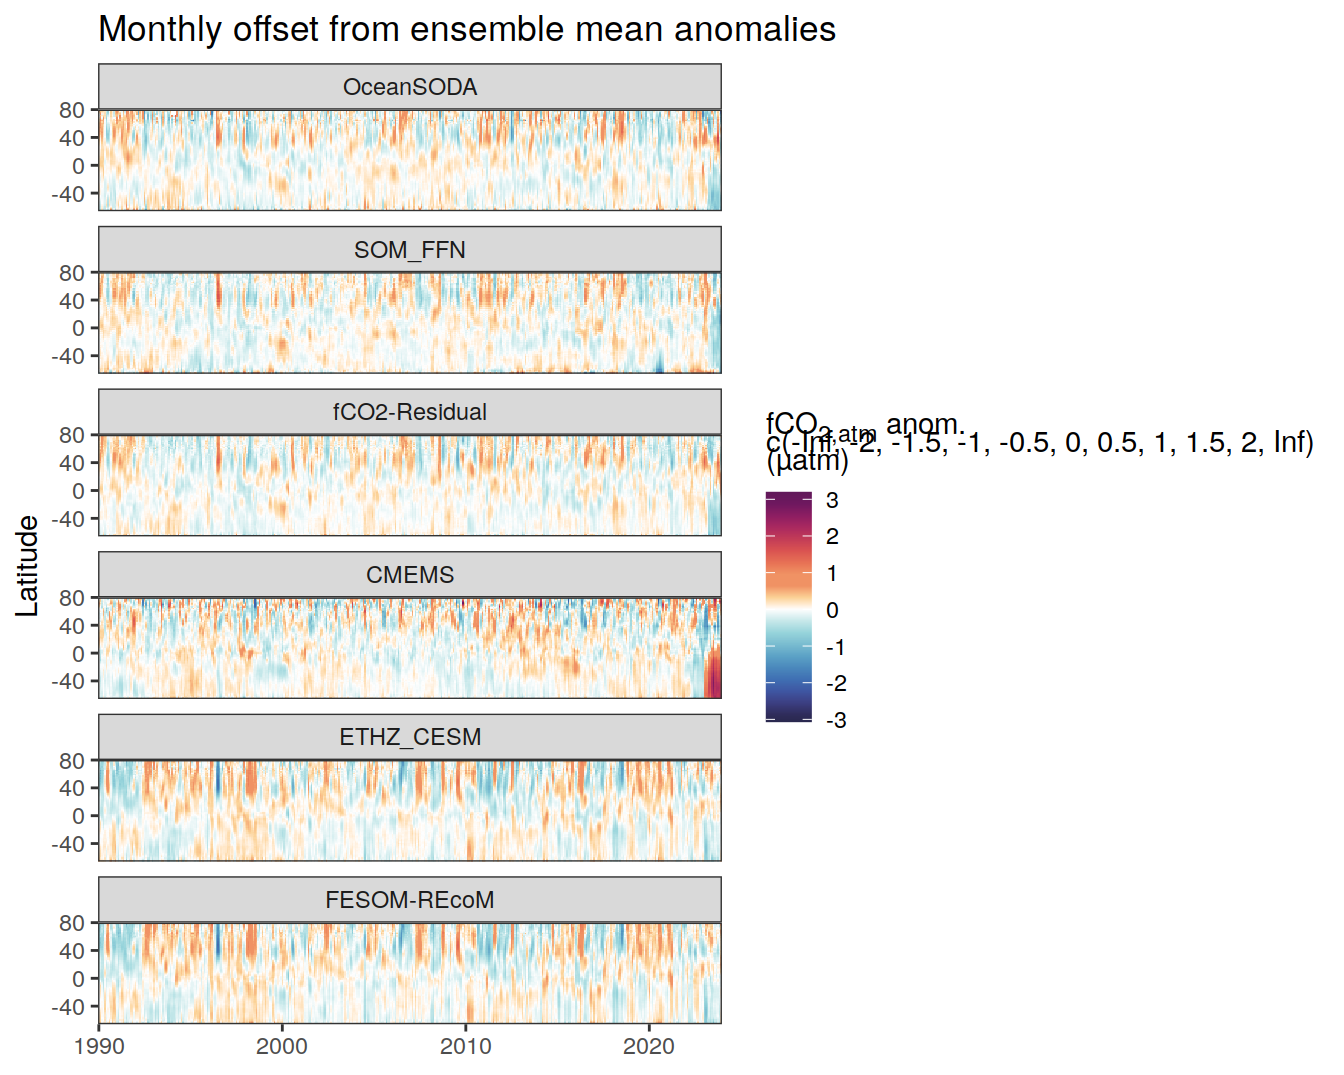 Monthly offset from ensemble mean anomalies
OceanSODA
80
40
0
-40
SOM_FFN
80
40
0
-40
fCO2-Residual
80
40
0
-40
CMEMS
80
40
0
-40
ETHZ_CESM
80
40
0
-40
FESOM-REcoM
80
40
0
-40
1990 2000 2010 2020
Latitude
fCO2,atm anom.
c(-Inf, -2, -1.5, -1, -0.5, 0, 0.5, 1, 1.5, 2, Inf)
(µatm)
3
2
1
0
-1
-2
-3